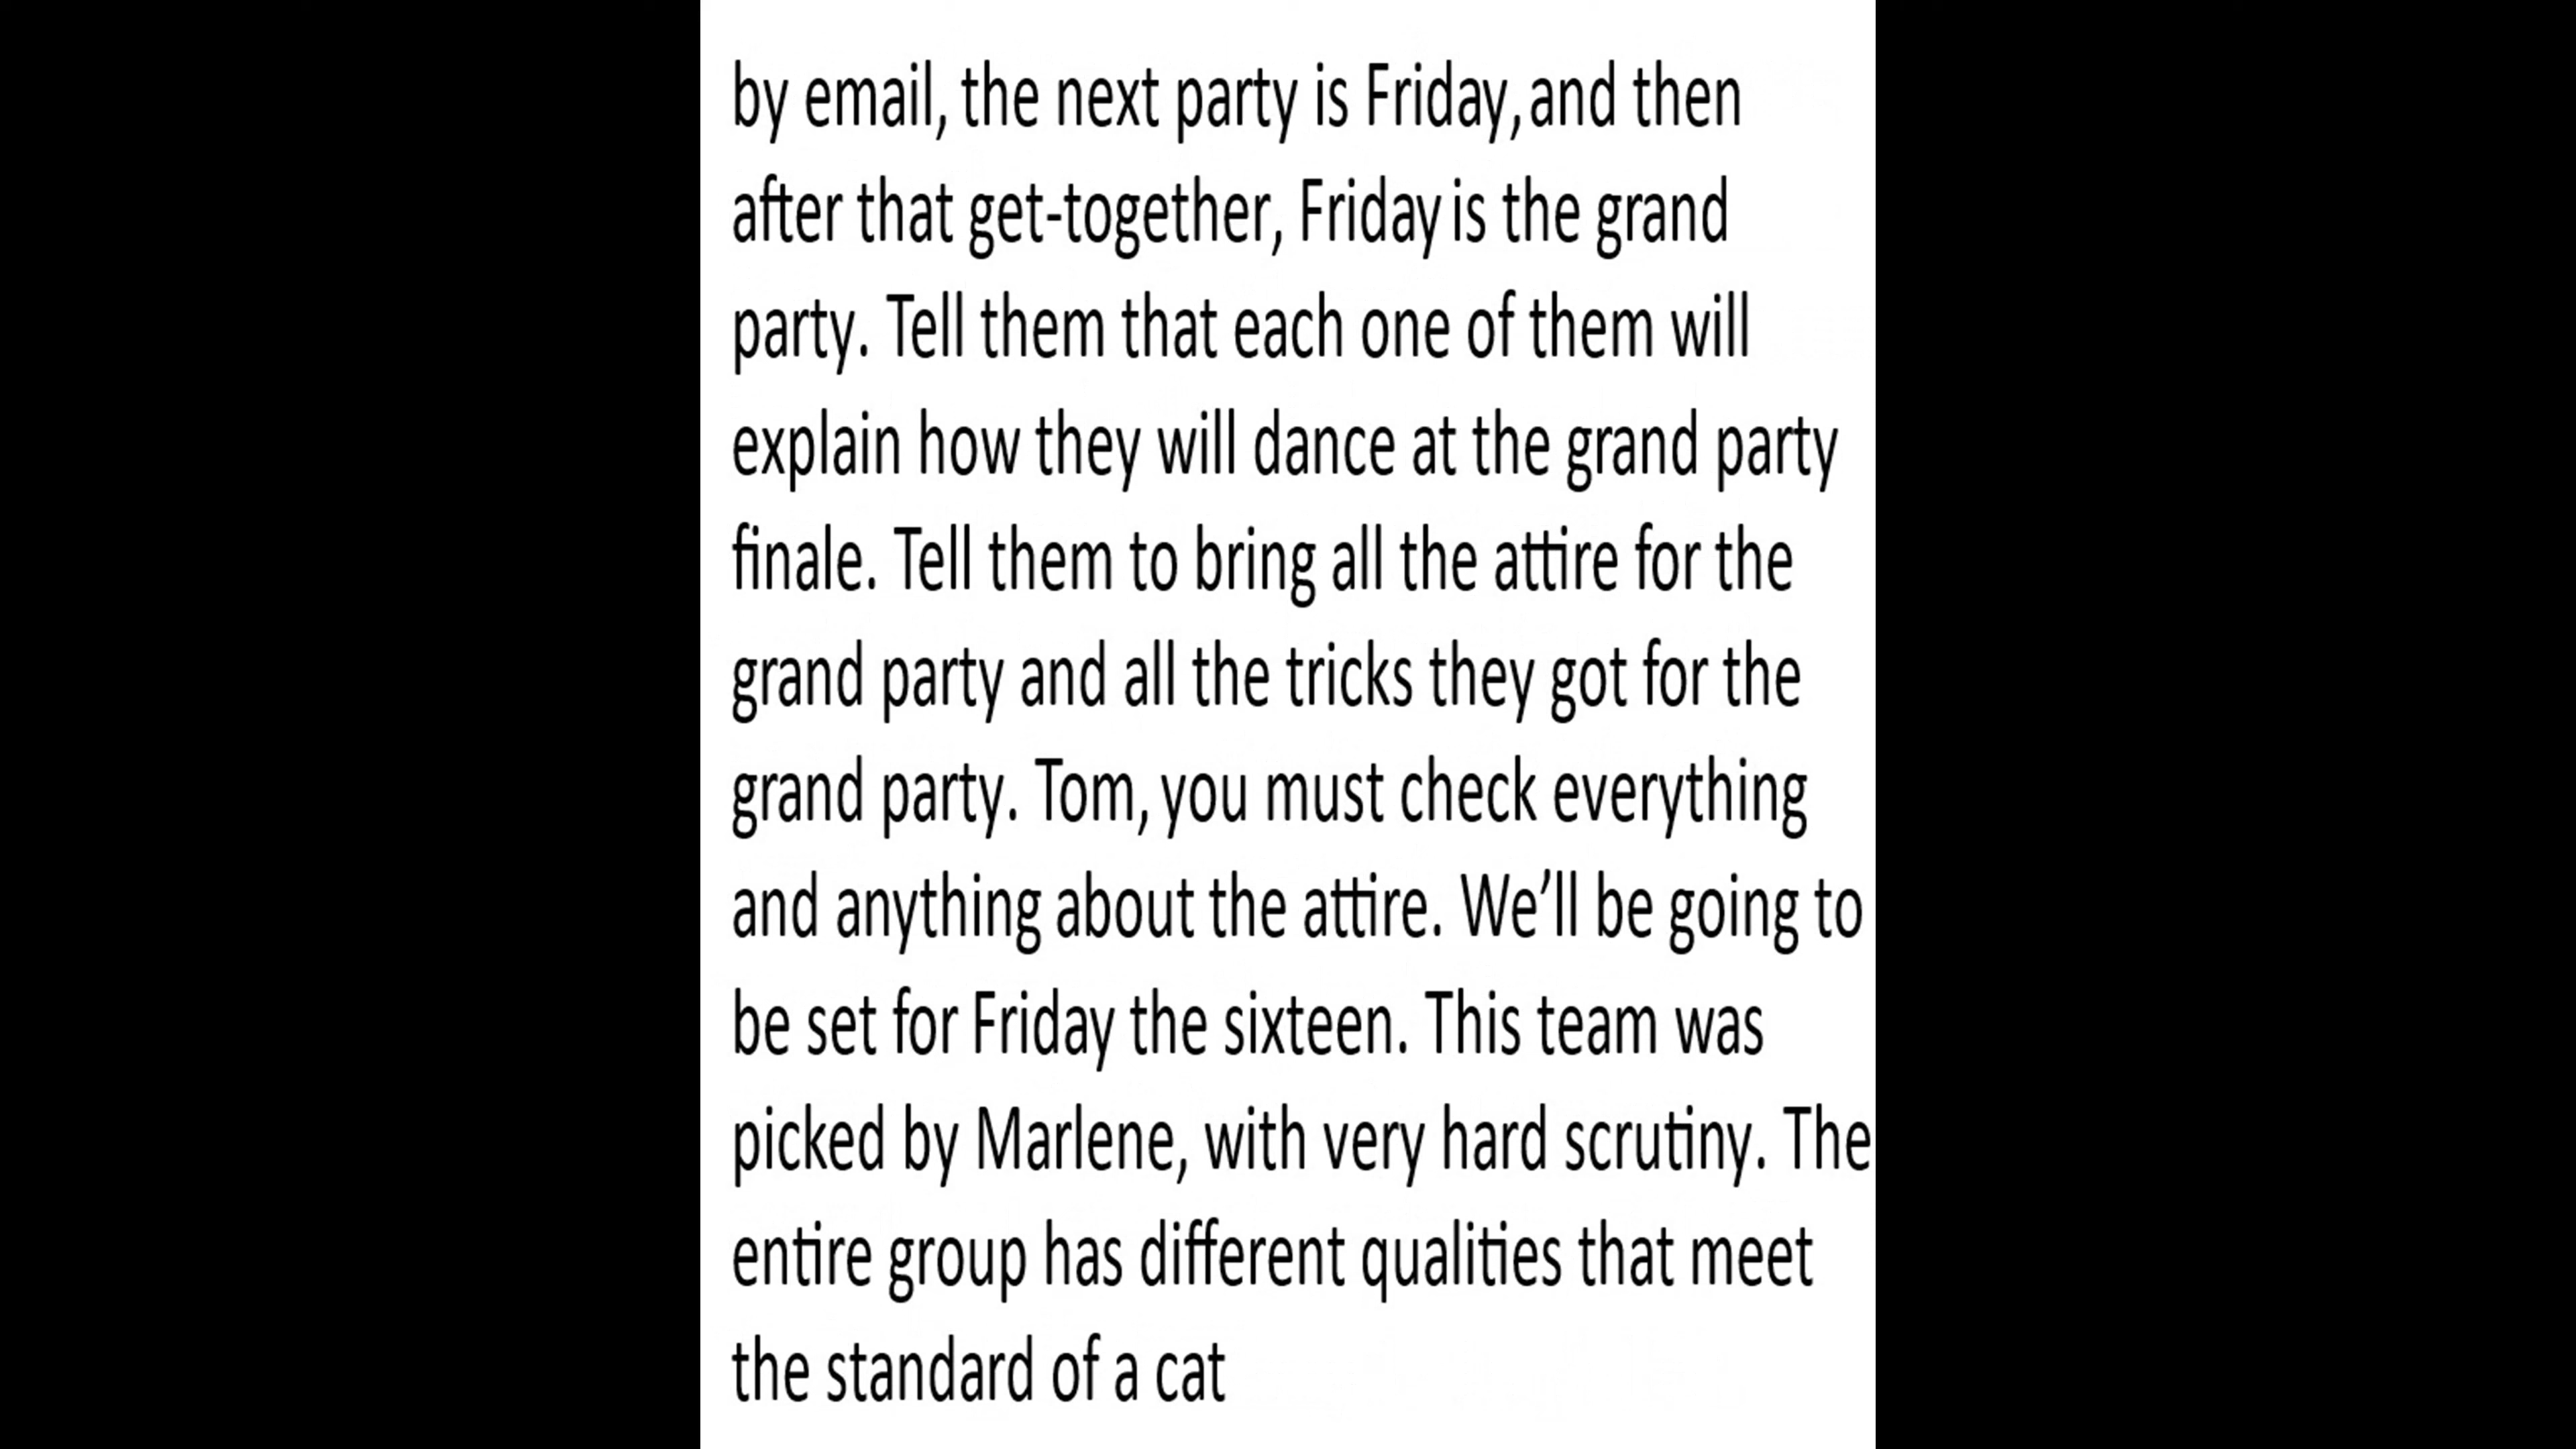 by email, the next party is Friday,and then
after that get-together, Friday is the grand
party. Tell them that each one of them will
explain how they will dance at the grand party
finale. Tell them to bring all the attire for the
grand party and all the tricks they got for the
grand party. Tom, you must check everything
and anything about the attire. We’ll be going to
be set for Friday the sixteen. This team was
picked by Marlene, with very hard scrutiny. The
entire group has different qualities that meet
the standard of a cat